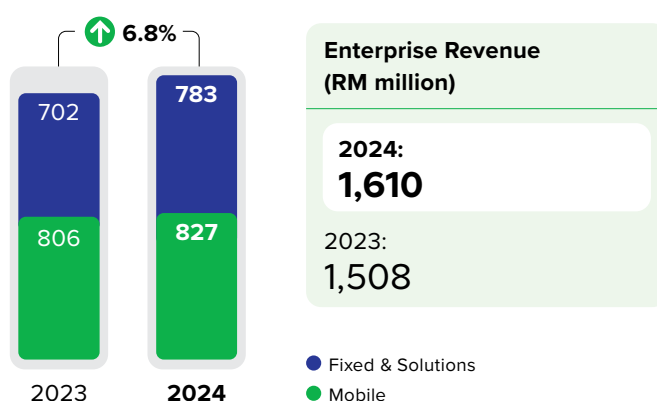 6.8%
702
806
2023
783
827
2024
Enterprise Revenue
(RM million)
2024:
1,610
2023:
1,508
Fixed & Solutions
Mobile